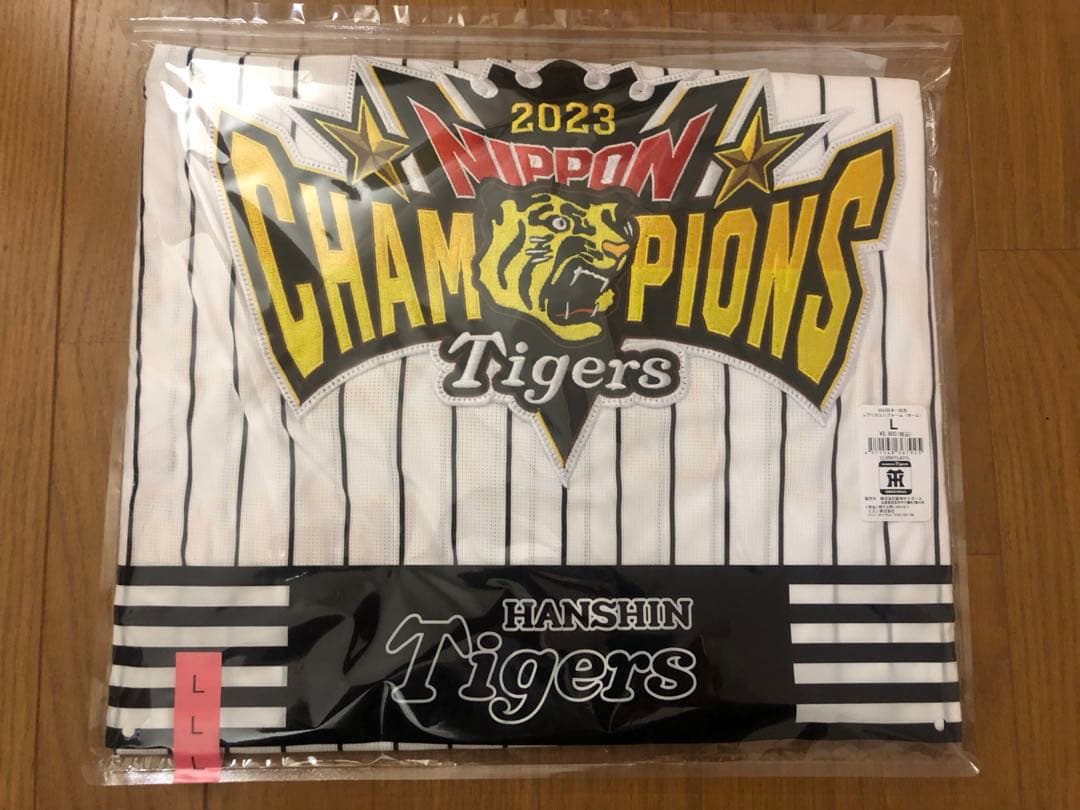 2023
NIPPON
CHAMPIONS
Tigers
L
HANSHIN
Tigers
L
L
L